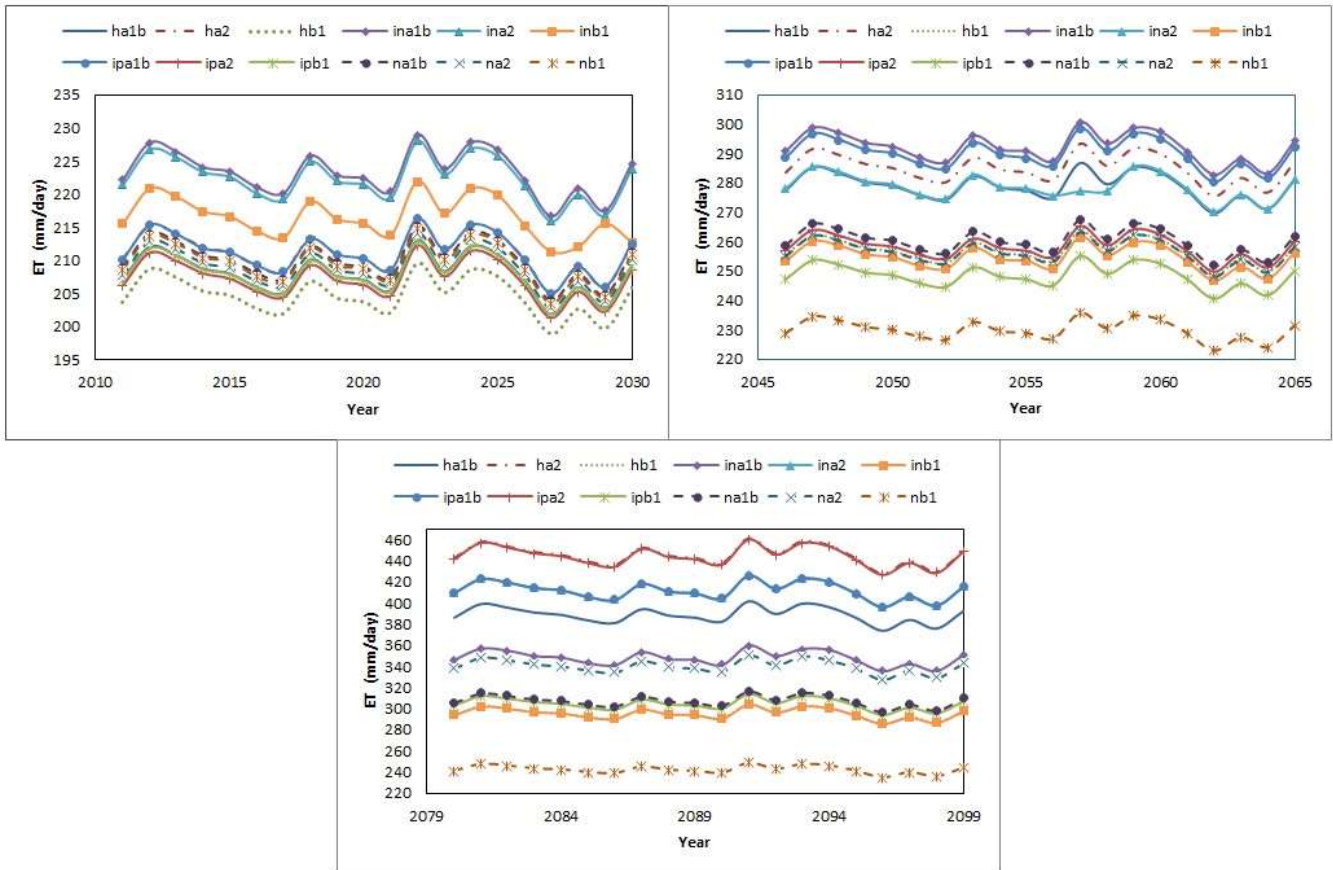 ha1b ha2 hb1 ina1b ina2 inb1
ipa1b ipa2 ipb1 na1b na2 nb1
235
230
225
220
215
210
205
200
195
ET (mm/day)
2010 2015 2020 2025 2030
Year
ha1b ha2 hb1 ina1b ina2 inb1
ipa1b ipa2 ipb1 na1b na2 nb1
310
300
290
280
270
260
250
240
230
220
ET (mm/day)
2045 2050 2055 2060 2065
Year
ha1b ha2 hb1 ina1b ina2 inb1
ipa1b ipa2 ipb1 na1b na2 nb1
460
440
420
400
380
360
340
320
300
280
260
240
220
ET (mm/day)
2079 2084 2089 2094 2099
Year